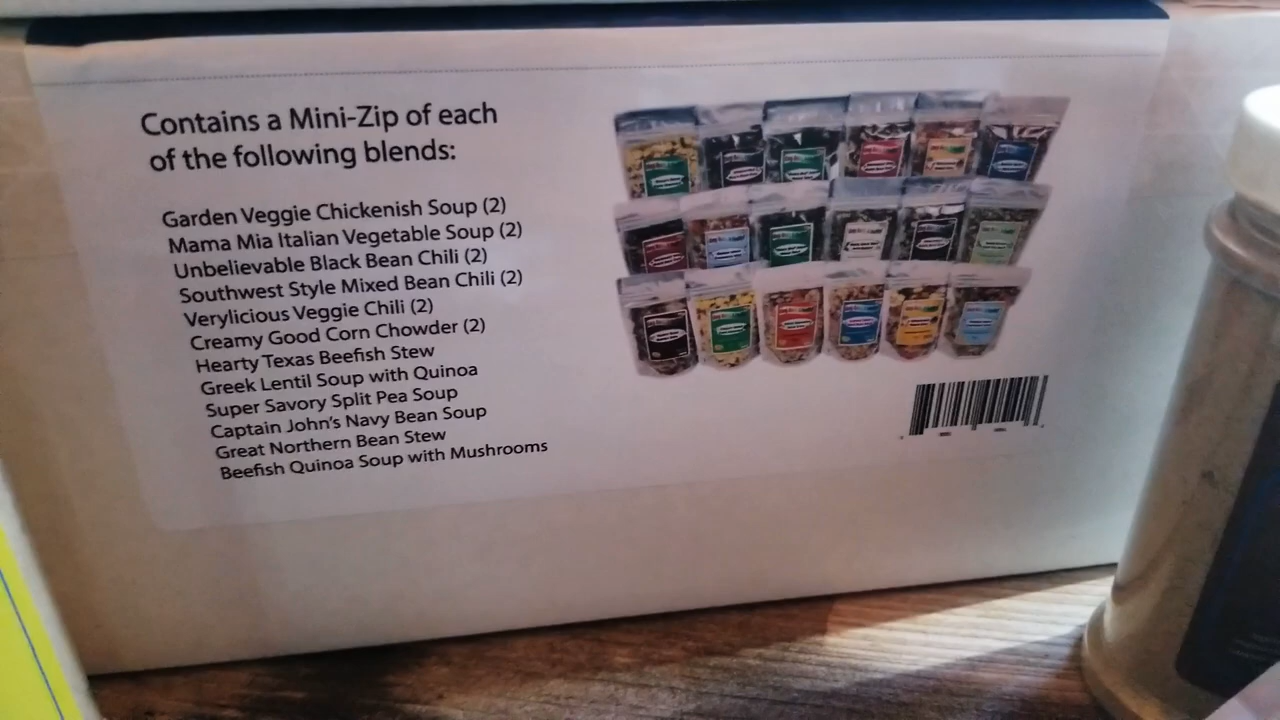 Contains a Mini-Zip of each
of the following blends:
Garden Veggie Chickenish Soup (2)
Mama Mia Italian Vegetable Soup (2)
Unbelievable Black Bean Chili (2)
Southwest Style Mixed Bean Chili (2)
Verylicious Veggie Chili (2)
Creamy Good Corn Chowder (2)
Hearty Texas Beefish Stew
Greek Lentil Soup with Quinoa
Super Savory Split Pea Soup
Captain John's Navy Bean Soup
Great Northern Bean Stew
Beefish Quinoa Soup with Mushrooms